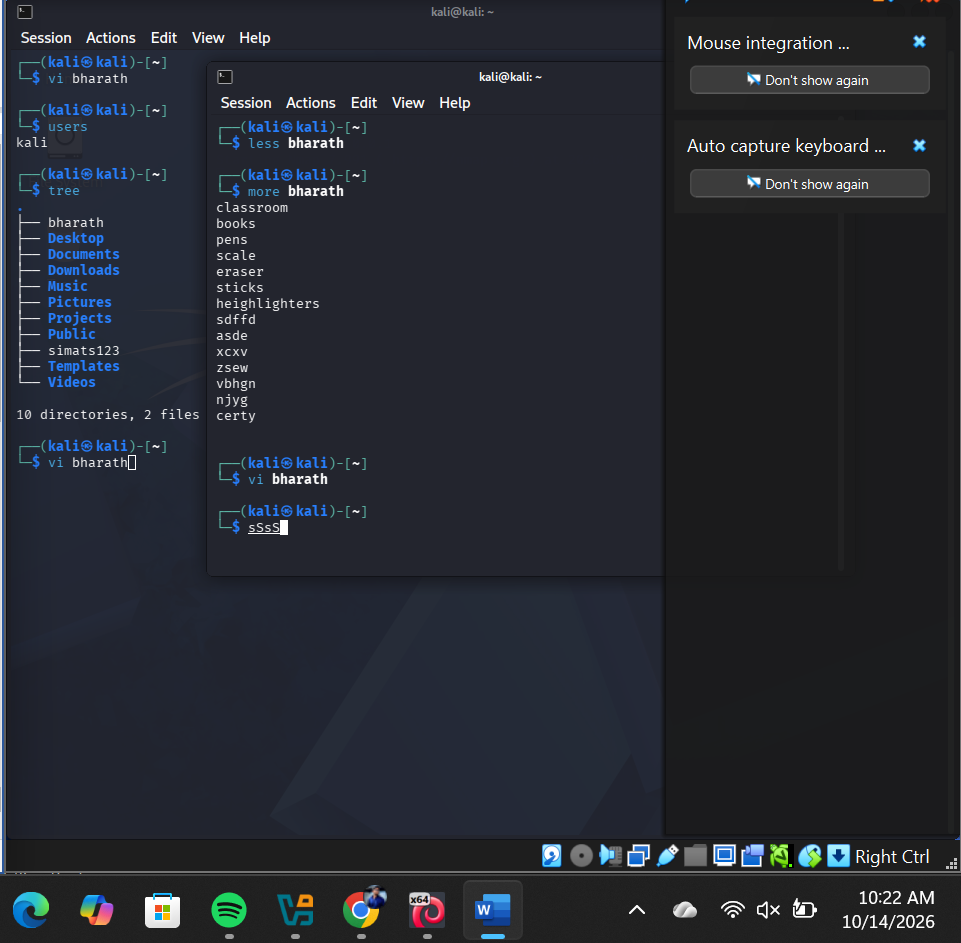 kali@kali: ~
Session Actions Edit View Help
┌──(kali㉿kali)-[~]
└─$ vi bharath
┌──(kali㉿kali)-[~]
└─$ users
kali
┌──(kali㉿kali)-[~]
└─$ tree
.
├── bharath
├── Desktop
├── Documents
├── Downloads
├── Music
├── Pictures
├── Projects
├── Public
├── simats123
├── Templates
└── Videos
10 directories, 2 files
┌──(kali㉿kali)-[~]
└─$ vi bharath
kali@kali: ~
Session Actions Edit View Help
┌──(kali㉿kali)-[~]
└─$ less bharath
┌──(kali㉿kali)-[~]
└─$ more bharath
classroom
books
pens
scale
eraser
sticks
heighlighters
sdffd
asde
xcxv
zsew
vbhgn
njyg
certy
┌──(kali㉿kali)-[~]
└─$ vi bharath
┌──(kali㉿kali)-[~]
└─$ sSsS
Mouse integration ...
Don't show again
Auto capture keyboard ...
Don't show again
Right Ctrl
x64
W
10:22 AM
10/14/2026